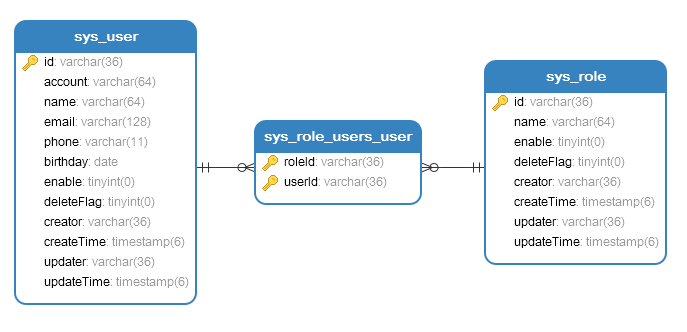 sys_user
id: varchar(36)
account: varchar(64)
name: varchar(64)
email: varchar(128)
phone: varchar(11)
birthday: date
enable: tinyint(0)
deleteFlag: tinyint(0)
creator: varchar(36)
createTime: timestamp(6)
updater: varchar(36)
updateTime: timestamp(6)
sys_role_users_user
roleId: varchar(36)
userId: varchar(36)
sys_role
id: varchar(36)
name: varchar(64)
enable: tinyint(0)
deleteFlag: tinyint(0)
creator: varchar(36)
createTime: timestamp(6)
updater: varchar(36)
updateTime: timestamp(6)